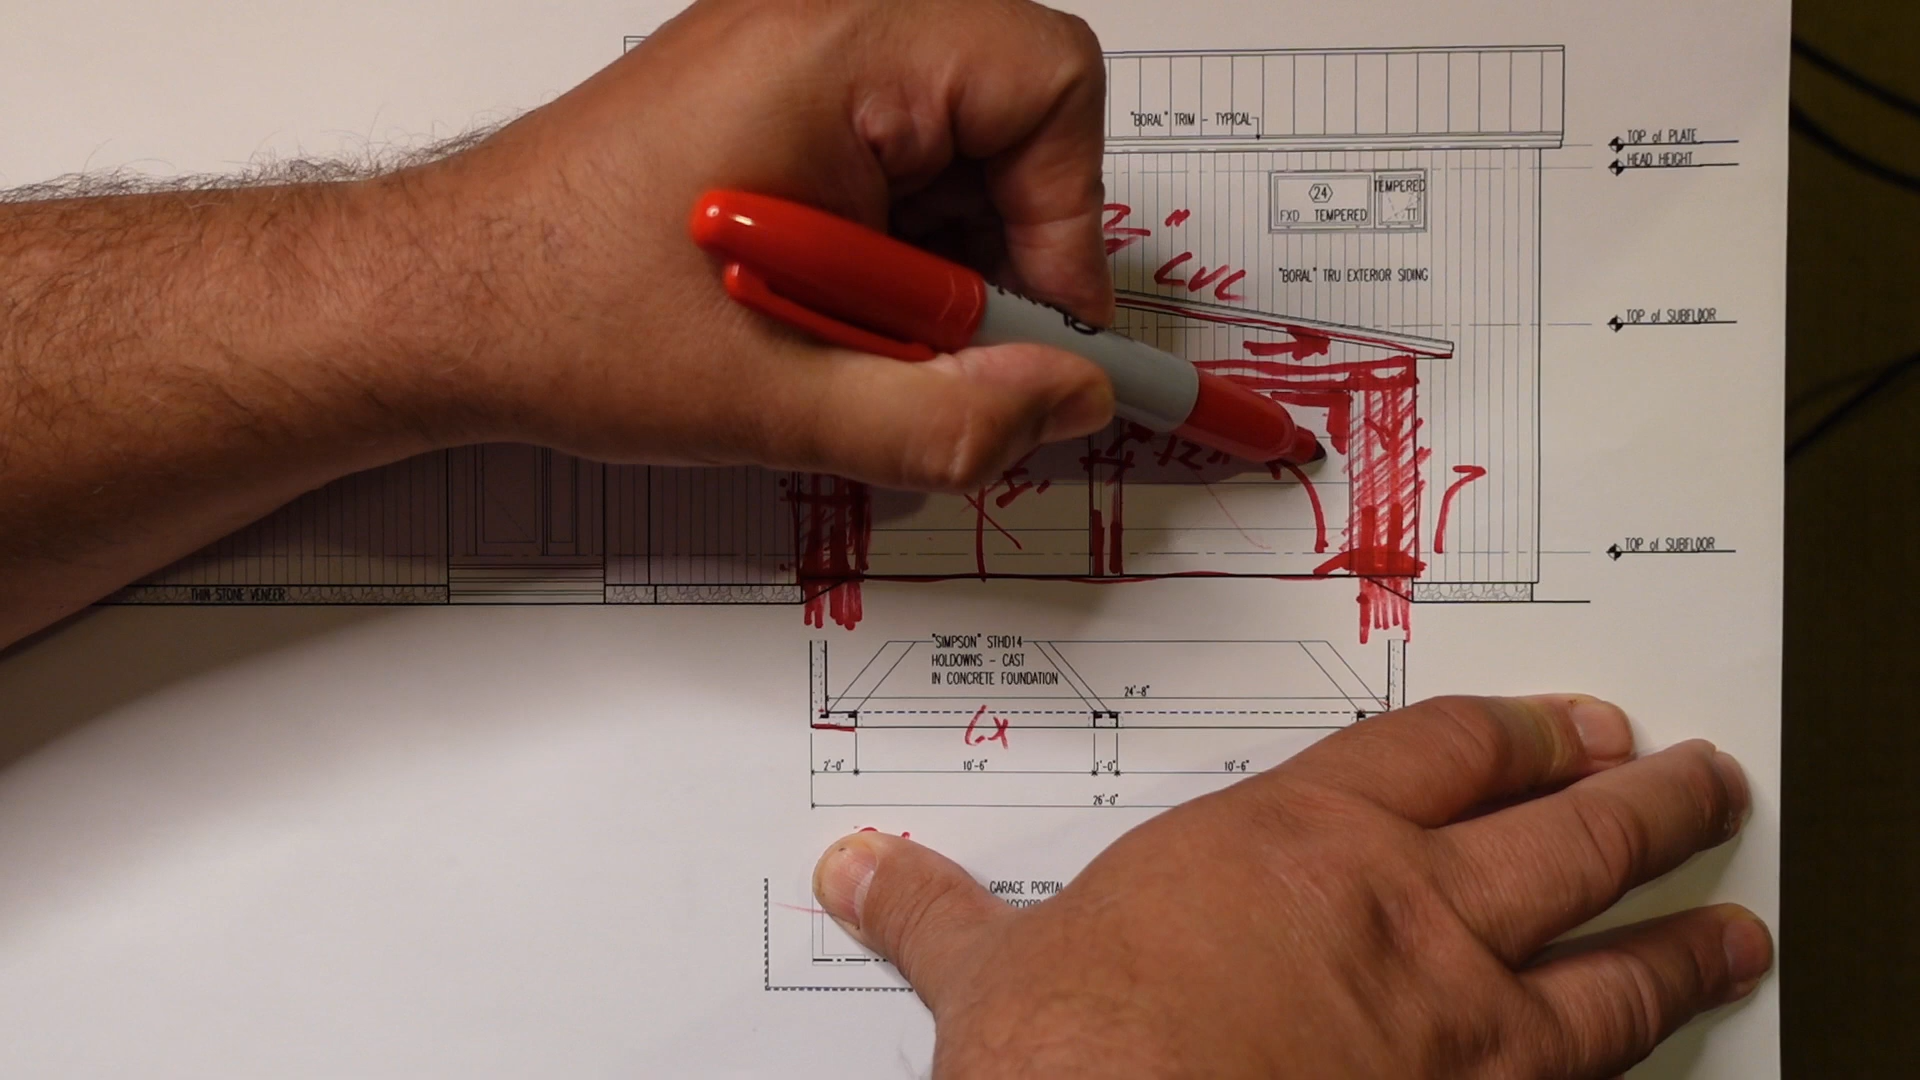 "BORAL" TRIM - TYPICAL
TOP of PLATE
HEAD HEIGHT
24
TEMPERED
FXD TEMPERED
TT
"BORAL" TRU EXTERIOR SIDING
TOP of SUBFLOOR
12"
TOP of SUBFLOOR
THIN STONE VENEER
"SIMPSON" STHD14
HOLDOWNS - CAST
IN CONCRETE FOUNDATION
24'-8"
6x
2'-0"
10'-6"
1'-0"
10'-6"
26'-0"
GARAGE PORTAL